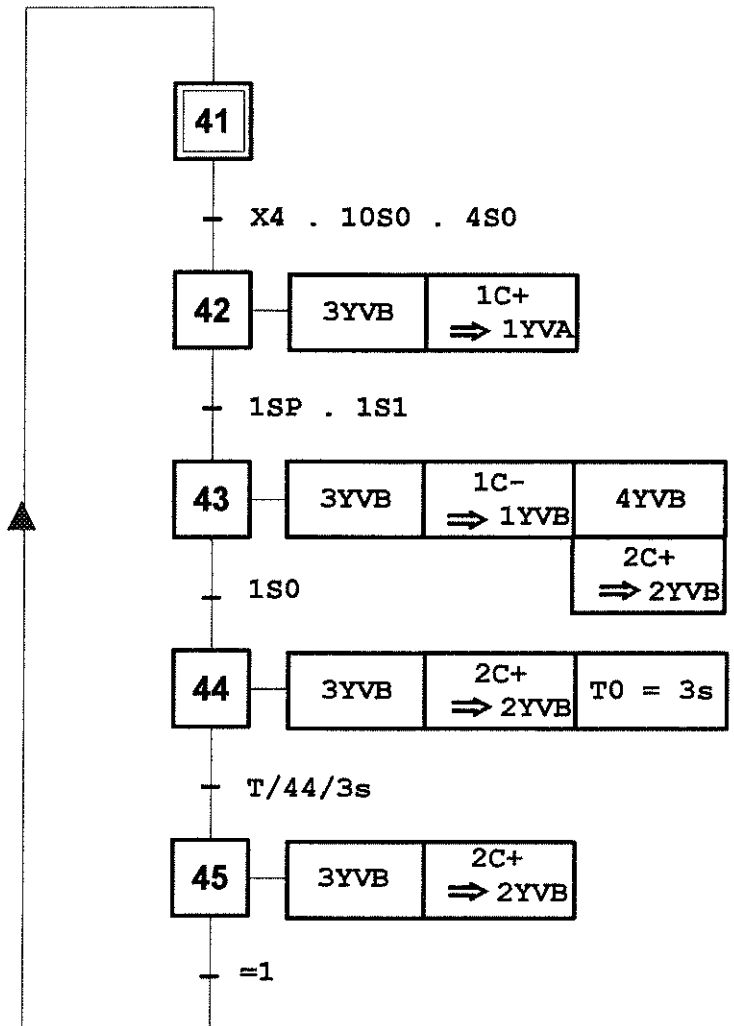 41
X4 . 10S0 . 4S0
42
3YVB
1C+
⇒ 1YVA
1SP . 1S1
43
3YVB
1C-
⇒ 1YVB
4YVB
2C+
⇒ 2YVB
1S0
44
3YVB
2C+
⇒ 2YVB
T0 = 3s
T/44/3s
45
3YVB
2C+
⇒ 2YVB
=1